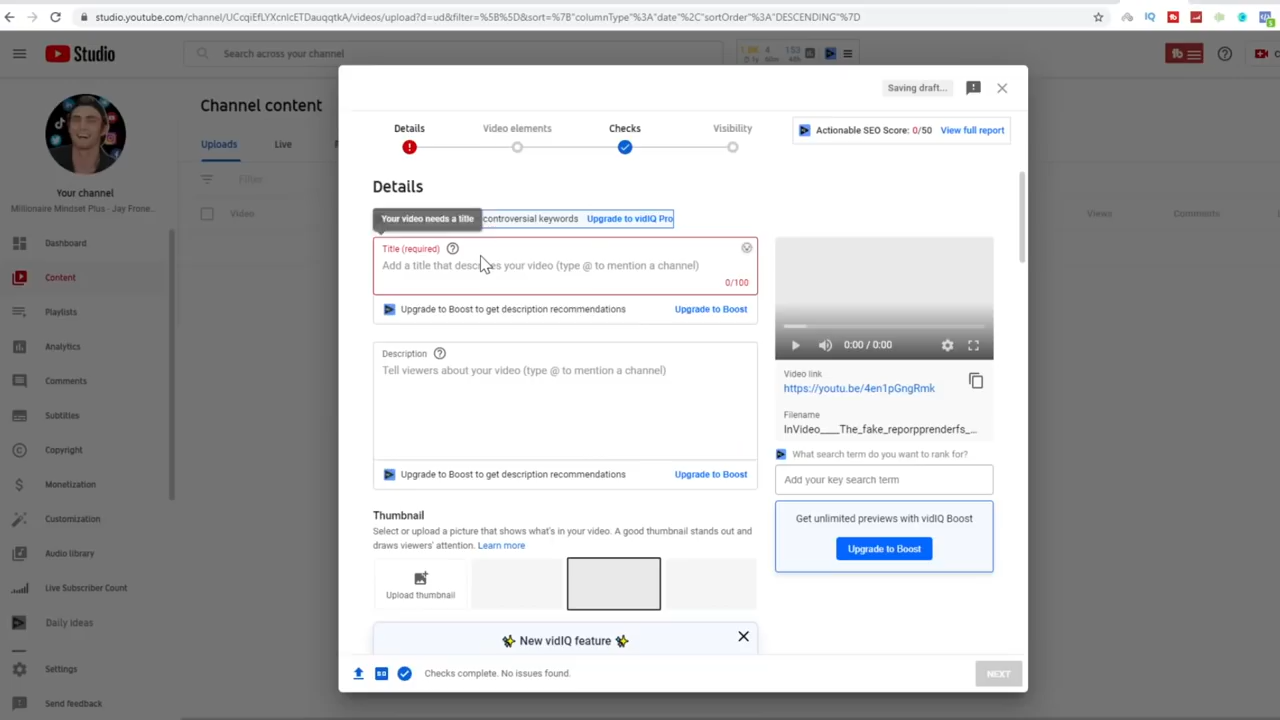 studio.youtube.com/channel/UCcqiEfLYXcnIcETDauqqtkA/videos/upload?d=ud&filter=%5B%5D&sort=%7B"columnType"%3A"date"%2C"sortOrder"%3A"DESCENDING"%7D
Studio
Search across your channel
Saving draft...
Channel content
Your channel
Millionaire Mindset Plus - Jay Frone...
Dashboard
Content
Playlists
Analytics
Comments
Subtitles
Copyright
Monetization
Customization
Audio library
Live Subscriber Count
Daily ideas
Settings
Send feedback
Uploads
Live
Filter
Video
Views
Comments
Details
Video elements
Checks
Visibility
Actionable SEO Score: 0/50 View full report
Details
Your video needs a title
controversial keywords Upgrade to vidIQ Pro
Title (required)
Add a title that describes your video (type @ to mention a channel)
0/100
Upgrade to Boost to get description recommendations Upgrade to Boost
Description
Tell viewers about your video (type @ to mention a channel)
Upgrade to Boost to get description recommendations Upgrade to Boost
Thumbnail
Select or upload a picture that shows what's in your video. A good thumbnail stands out and
draws viewers' attention. Learn more
Upload thumbnail
New vidIQ feature
0:00 / 0:00
Video link
https://youtu.be/4en1pGngRmk
Filename
InVideo____The_fake_reporpprenderfs_...
What search term do you want to rank for?
Add your key search term
Get unlimited previews with vidIQ Boost
Upgrade to Boost
Checks complete. No issues found.
NEXT